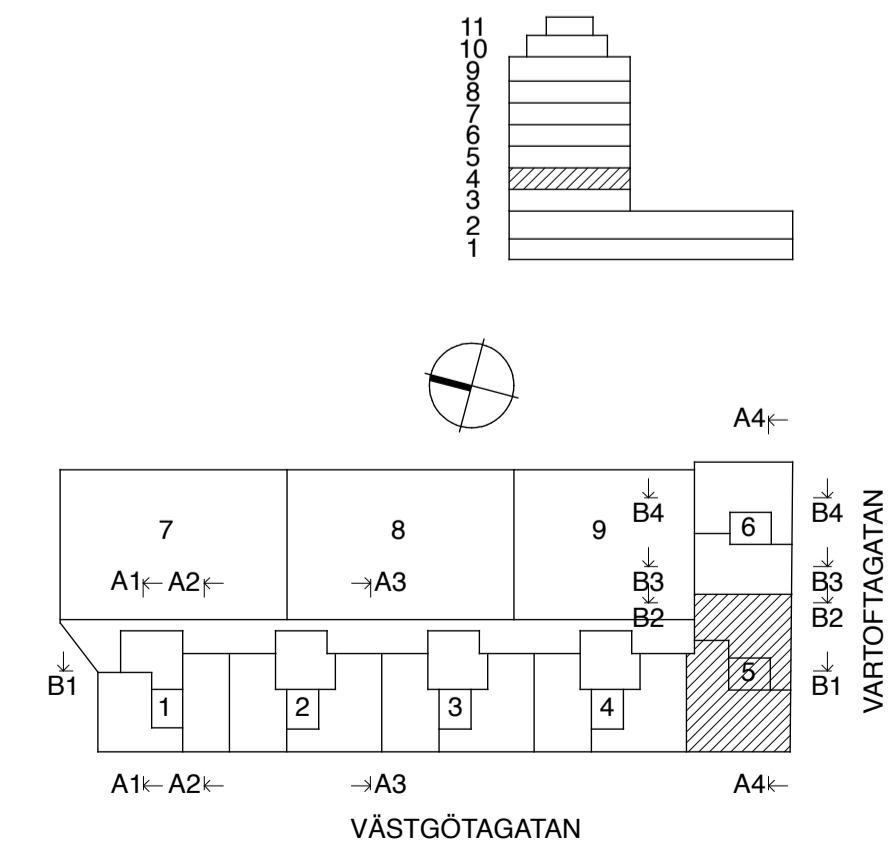 11
10
9
8
7
6
5
4
3
2
1
A4
7
8
9
B4
6
B4
A1 A2
A3
B3
B3
B2
B2
B1
1
2
3
4
5
B1
VARTOFTAGATAN
A1 A2
A3
A4
VÄSTGÖTAGATAN